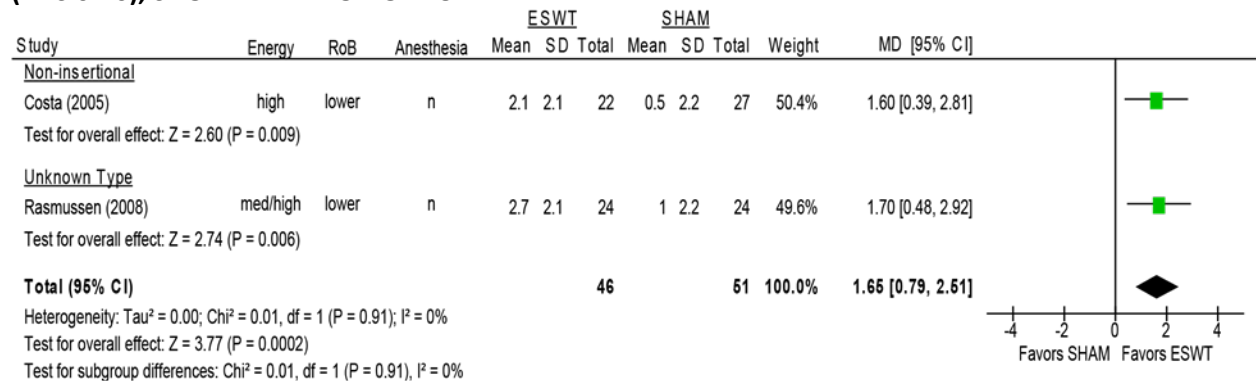 ESWT SHAM
Study Energy RoB Anesthesia Mean SD Total Mean SD Total Weight MD [95% CI]
Non-insertional
Costa (2005) high lower n 2.1 2.1 22 0.5 2.2 27 50.4% 1.60 [0.39, 2.81]
Test for overall effect: Z = 2.60 (P = 0.009)
Unknown Type
Rasmussen (2008) med/high lower n 2.7 2.1 24 1 2.2 24 49.6% 1.70 [0.48, 2.92]
Test for overall effect: Z = 2.74 (P = 0.006)
Total (95% CI) 46 51 100.0% 1.65 [0.79, 2.51]
Heterogeneity: Tau² = 0.00; Chi² = 0.01, df = 1 (P = 0.91); I² = 0%
Test for overall effect: Z = 3.77 (P = 0.0002)
Test for subgroup differences: Chi² = 0.01, df = 1 (P = 0.91), I² = 0%
-4 -2 0 2 4
Favors SHAM Favors ESWT